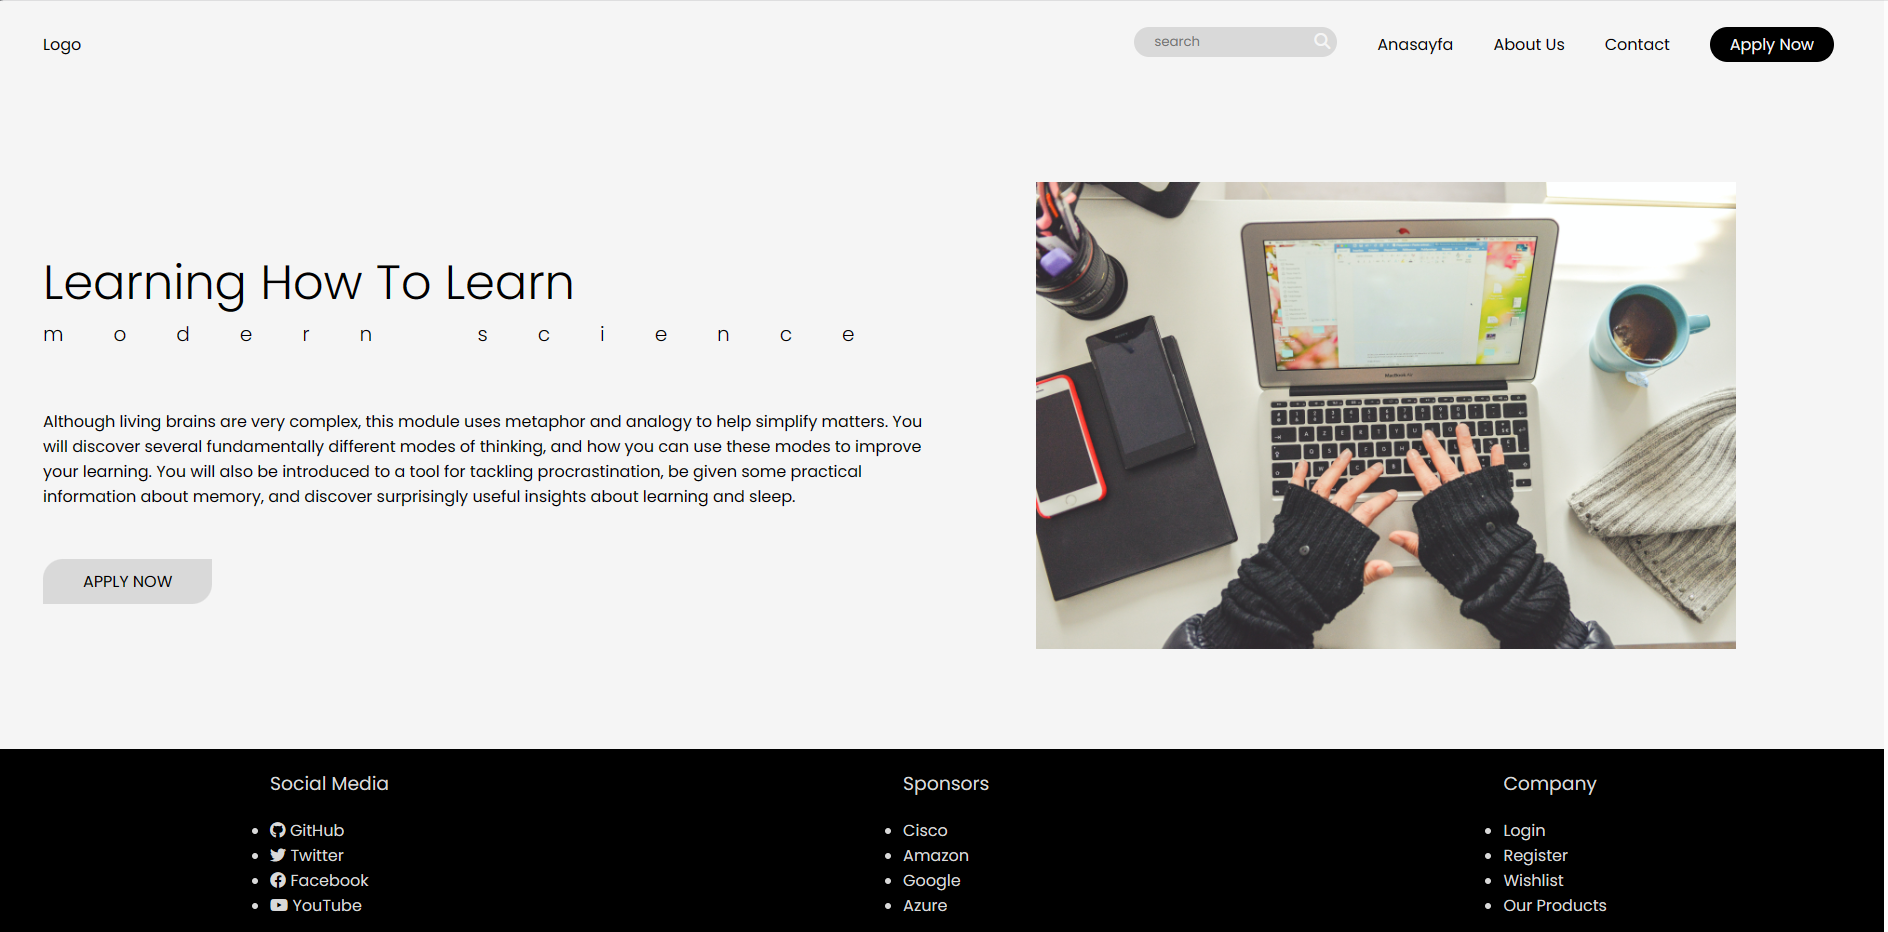 Logo
search
Anasayfa
About Us
Contact
Apply Now
Learning How To Learn
modern science
Although living brains are very complex, this module uses metaphor and analogy to help simplify matters. You
will discover several fundamentally different modes of thinking, and how you can use these modes to improve
your learning. You will also be introduced to a tool for tackling procrastination, be given some practical
information about memory, and discover surprisingly useful insights about learning and sleep.
APPLY NOW
MacBook Air
Social Media
GitHub
Twitter
Facebook
YouTube
Sponsors
Cisco
Amazon
Google
Azure
Company
Login
Register
Wishlist
Our Products